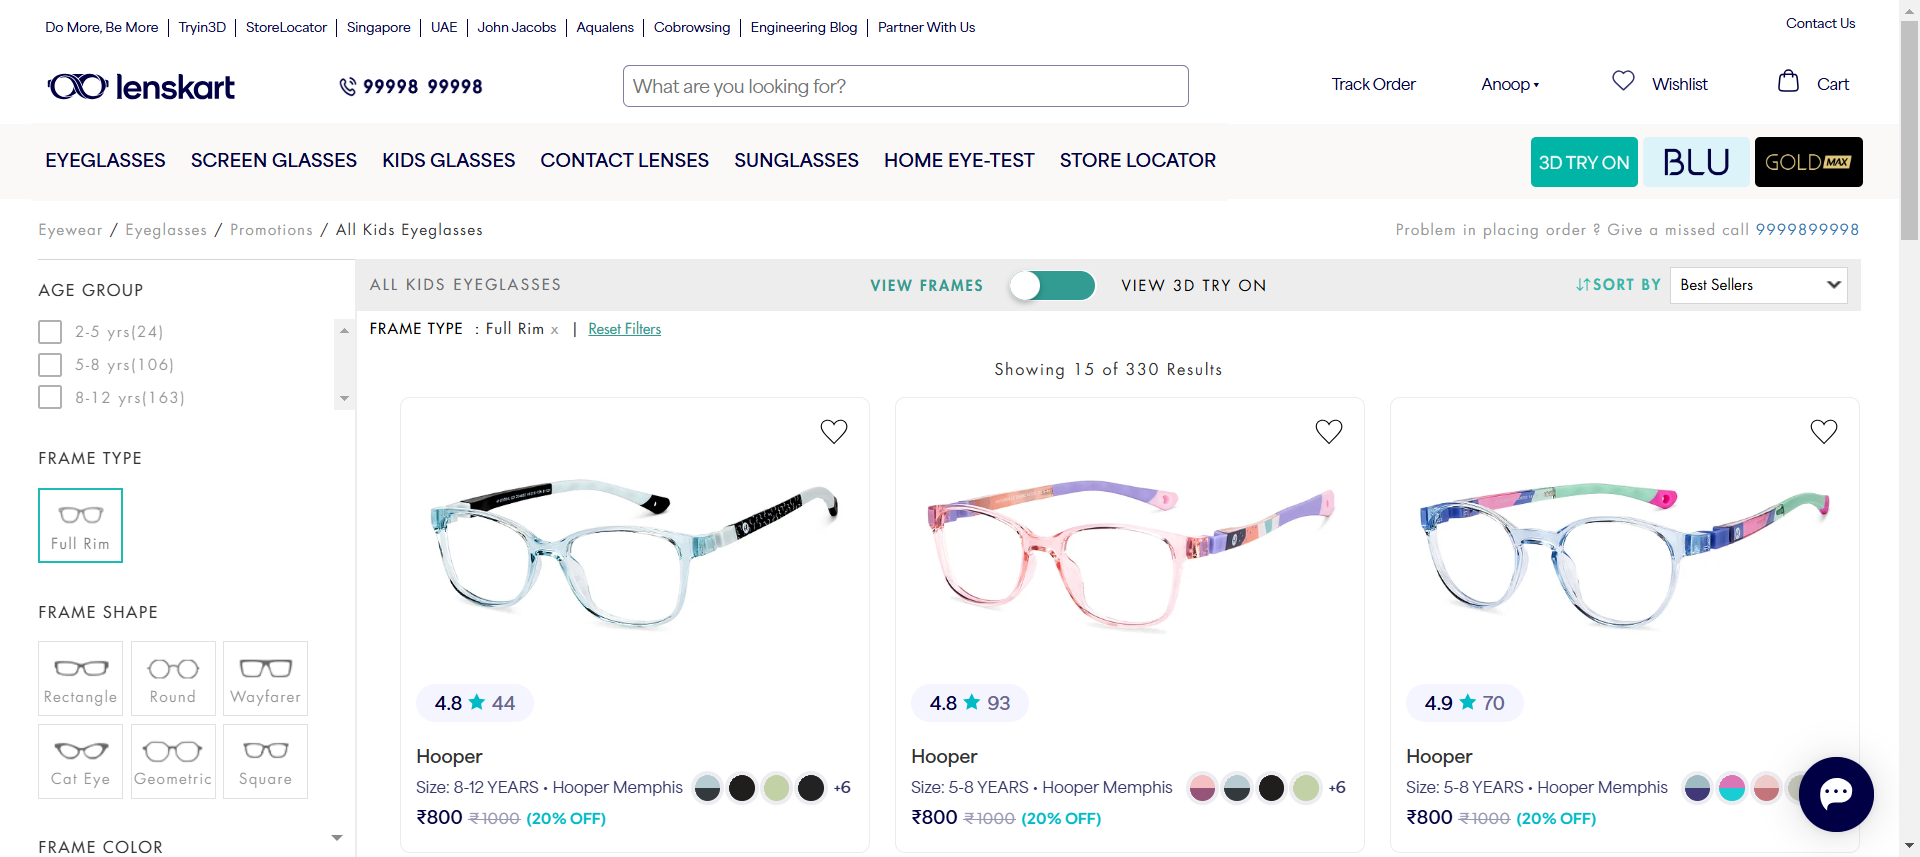 Do More, Be More | Tryin3D | StoreLocator | Singapore | UAE | John Jacobs | Aqualens | Cobrowsing | Engineering Blog | Partner With Us
Contact Us
lenskart
99998 99998
What are you looking for?
Track Order
Anoop
Wishlist
Cart
EYEGLASSES SCREEN GLASSES KIDS GLASSES CONTACT LENSES SUNGLASSES HOME EYE-TEST STORE LOCATOR
3D TRY ON
BLU
GOLD MAX
Eyewear / Eyeglasses / Promotions / All Kids Eyeglasses
Problem in placing order ? Give a missed call 9999899998
AGE GROUP
2-5 yrs(24)
5-8 yrs(106)
8-12 yrs(163)
FRAME TYPE
Full Rim
FRAME SHAPE
Rectangle
Round
Wayfarer
Cat Eye
Geometric
Square
FRAME COLOR
ALL KIDS EYEGLASSES
VIEW FRAMES
VIEW 3D TRY ON
SORT BY
Best Sellers
FRAME TYPE : Full Rim x | Reset Filters
Showing 15 of 330 Results
4.8 ★ 44
Hooper
Size: 8-12 YEARS • Hooper Memphis
+6
₹800 ₹1000 (20% OFF)
4.8 ★ 93
Hooper
Size: 5-8 YEARS • Hooper Memphis
+6
₹800 ₹1000 (20% OFF)
4.9 ★ 70
Hooper
Size: 5-8 YEARS • Hooper Memphis
₹800 ₹1000 (20% OFF)